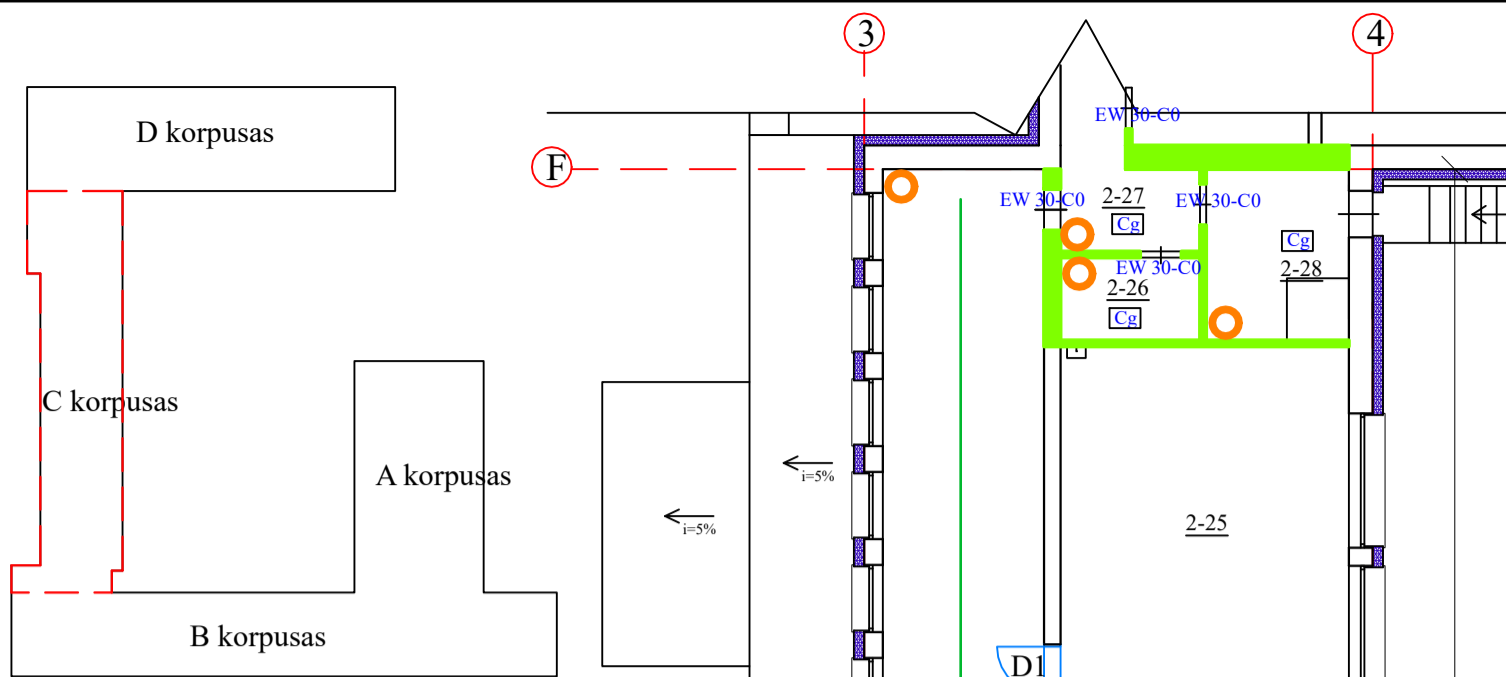 3
4
D korpusas
EW 30-C0
F
2-27
EW 30-C0
EW 30-C0
Cg
Cg
EW 30-C0
2-28
2-26
Cg
C korpusas
A korpusas
i=5%
i=5%
2-25
B korpusas
D1